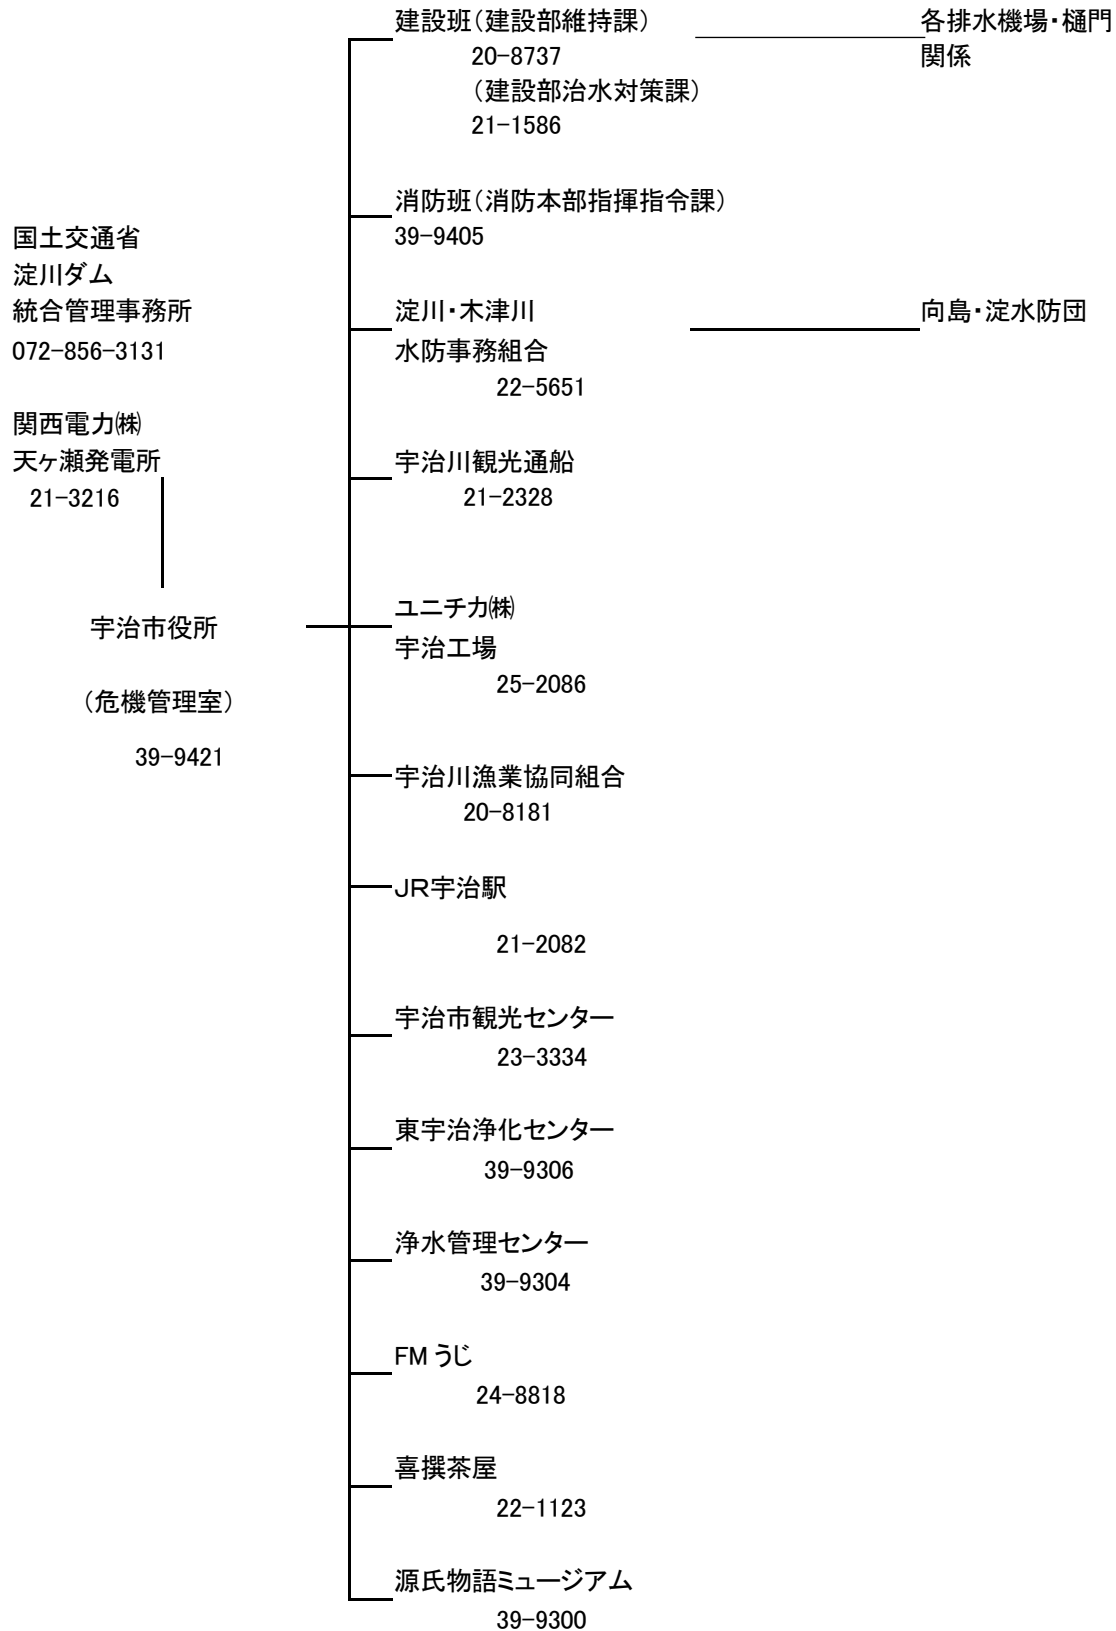 建設班（建設部維持課）
各排水機場・樋門
20-8737
関係
（建設部治水対策課）
21-1586
消防班（消防本部指揮指令課）
39-9405
国土交通省
淀川ダム
統合管理事務所
072-856-3131
淀川・木津川
向島・淀水防団
水防事務組合
22-5651
関西電力㈱
天ヶ瀬発電所
21-3216
宇治川観光通船
21-2328
宇治市役所
（危機管理室）
39-9421
ユニチカ㈱
宇治工場
25-2086
宇治川漁業協同組合
20-8181
ＪＲ宇治駅
21-2082
宇治市観光センター
23-3334
東宇治浄化センター
39-9306
浄水管理センター
39-9304
FM うじ
24-8818
喜撰茶屋
22-1123
源氏物語ミュージアム
39-9300